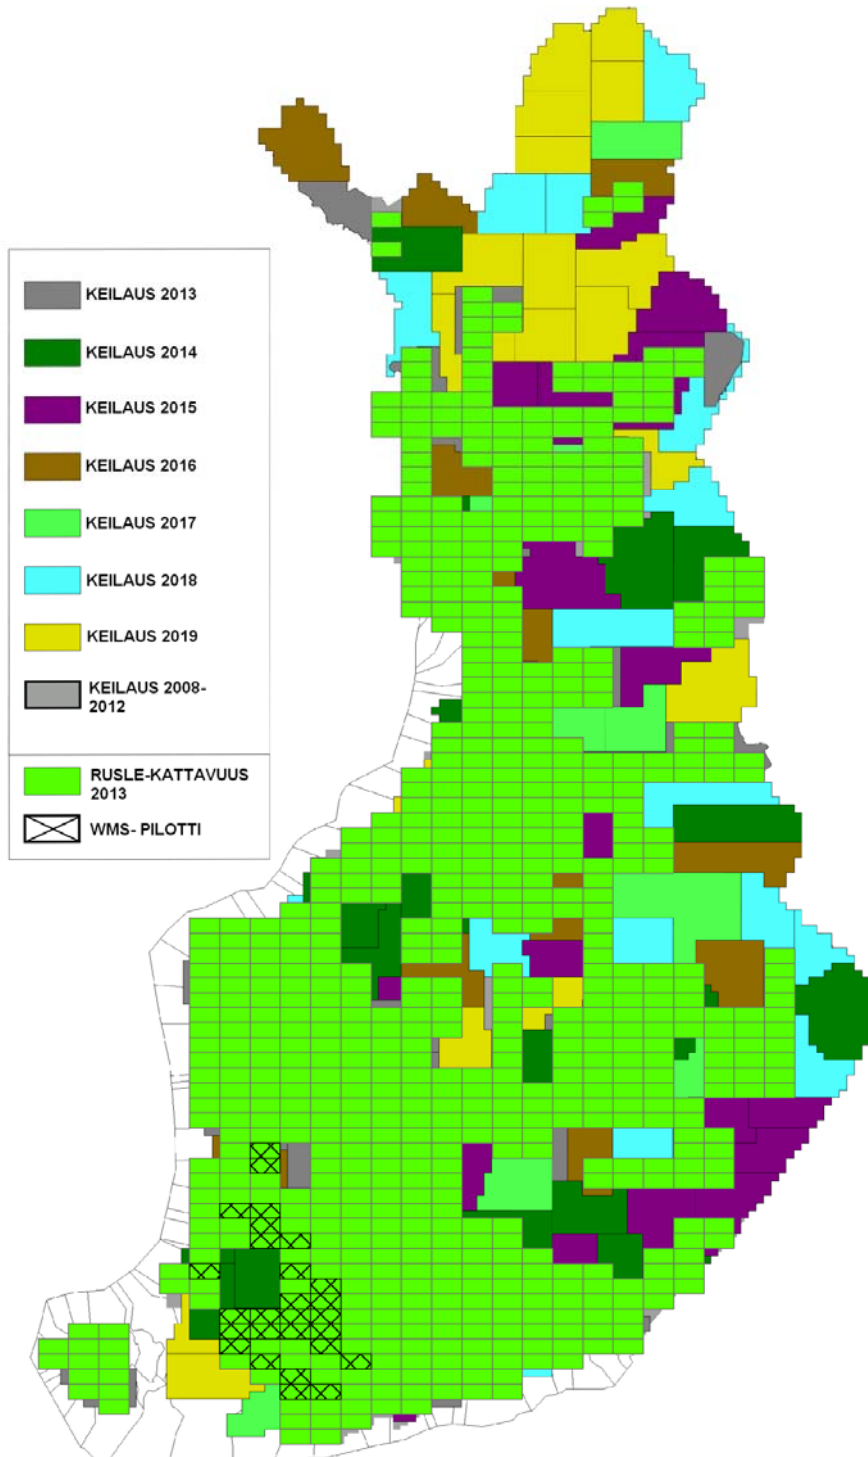 KEILAUS 2013
KEILAUS 2014
KEILAUS 2015
KEILAUS 2016
KEILAUS 2017
KEILAUS 2018
KEILAUS 2019
KEILAUS 2008-
2012
RUSLE-KATTAVUUS
2013
WMS- PILOTTI